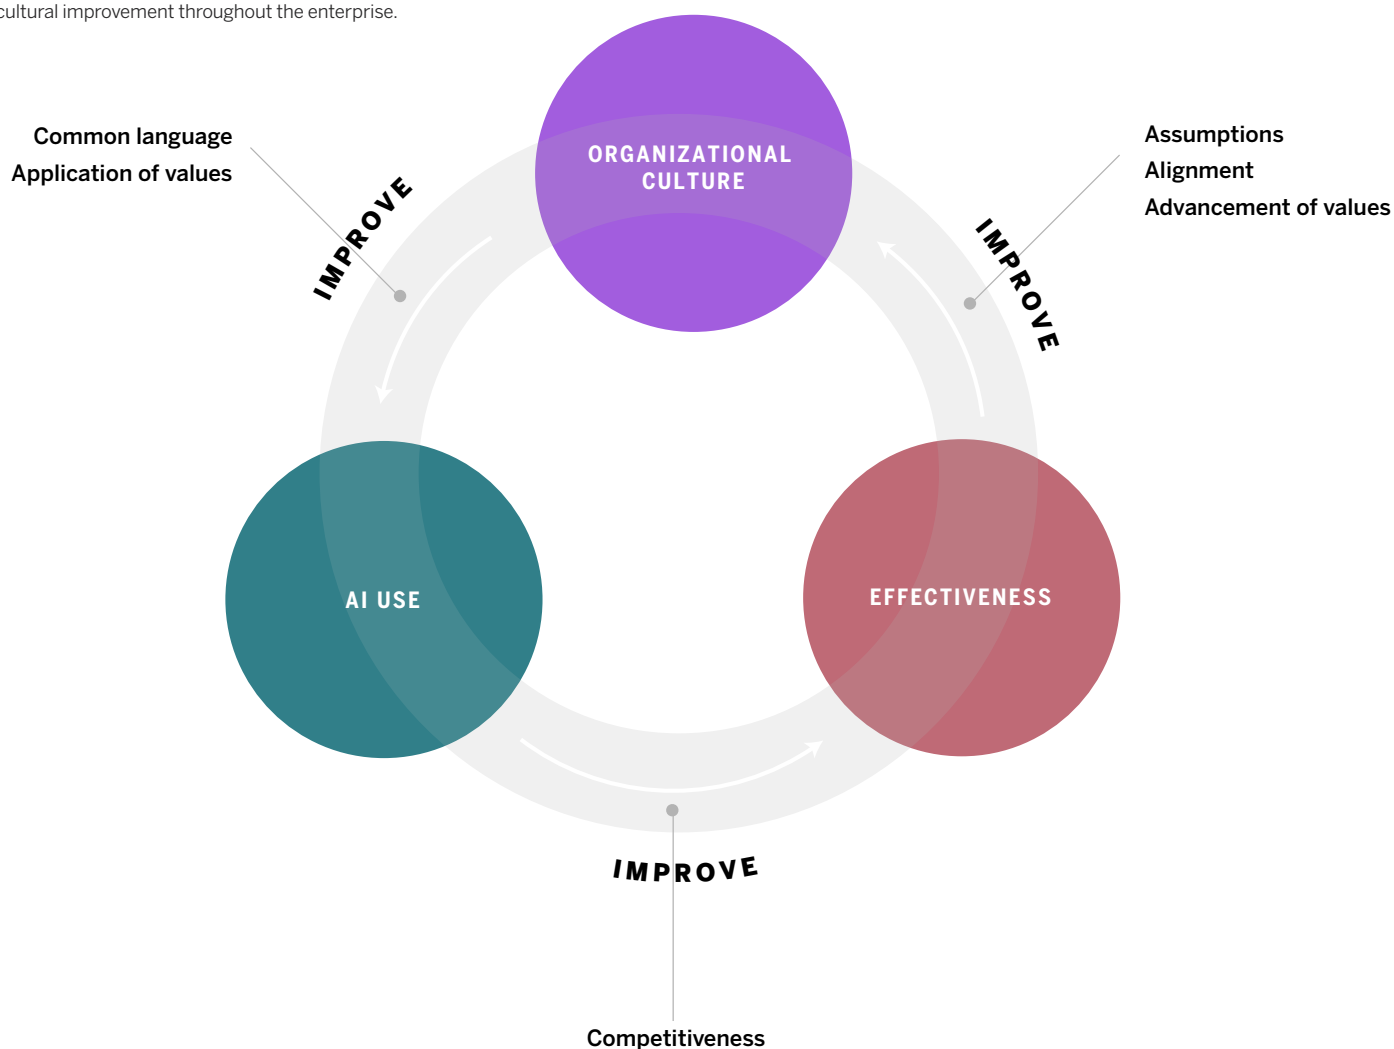 cultural improvement throughout the enterprise.
Common language
Application of values
IMPROVE
ORGANIZATIONAL
CULTURE
Assumptions
Alignment
Advancement of values
IMPROVE
AI USE
EFFECTIVENESS
IMPROVE
Competitiveness